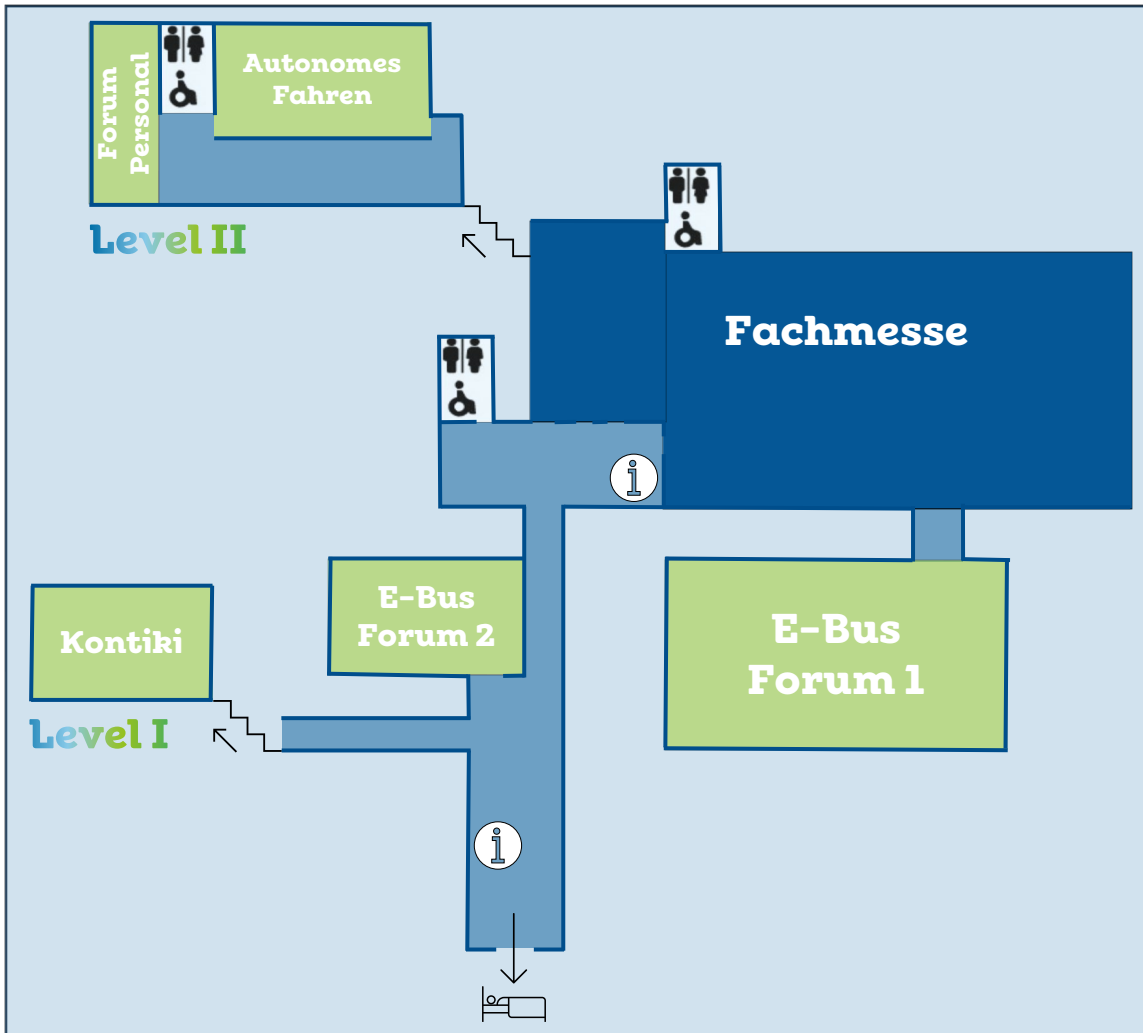 Forum
Personal
Autonomes
Fahren
Level II
Fachmesse
i
E-Bus
Forum 2
Kontiki
Level I
E-Bus
Forum 1
i